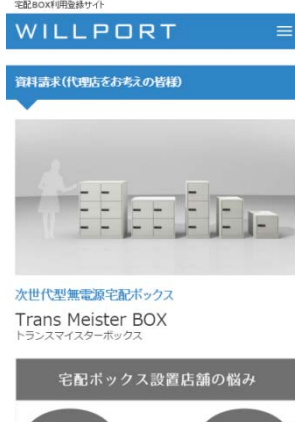 宅配BOX利用登録サイト
WILLPORT
資料請求(代理店をお考えの皆様)
次世代型無電源宅配ボックス
Trans Meister BOX
トランスマイスターボックス
宅配ボックス設置店舗の悩み